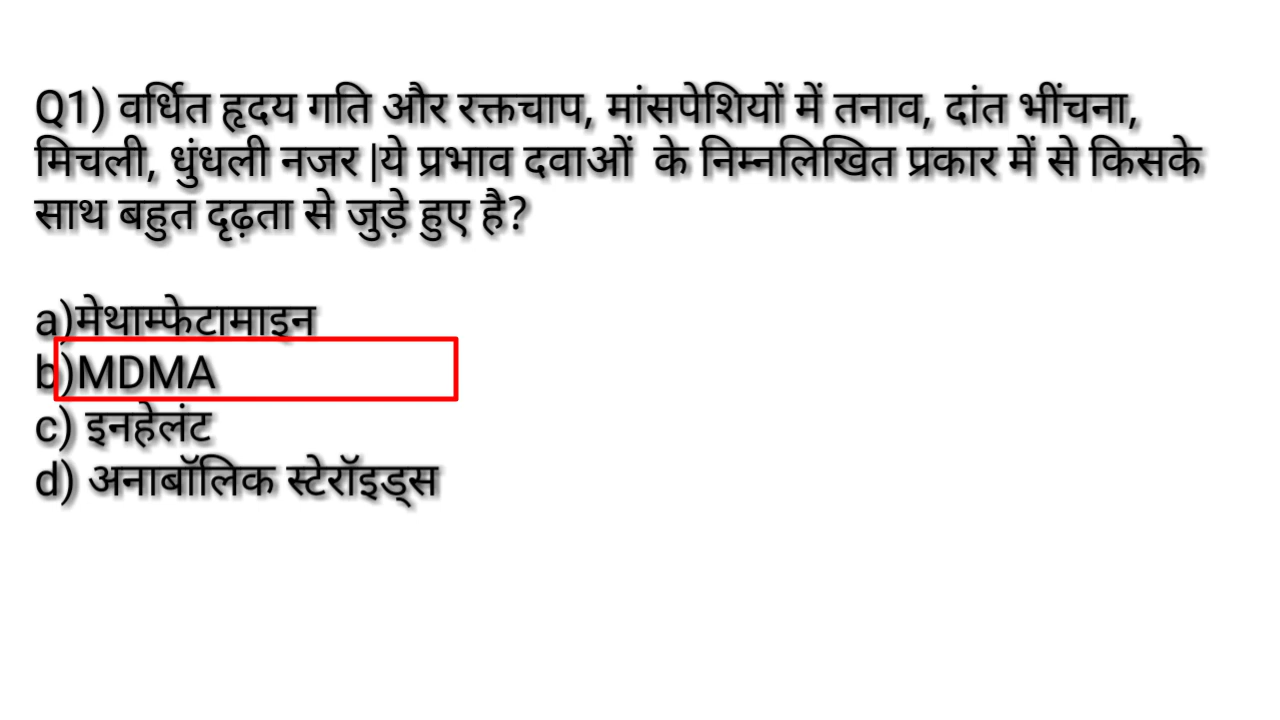 Q1) वर्धित हृदय गति और रक्तचाप, मांसपेशियों में तनाव, दांत भींचना,
मिचली, धुंधली नजर |ये प्रभाव दवाओं  के निम्नलिखित प्रकार में से किसके
साथ बहुत दृढ़ता से जुड़े हुए है?
a)मेथाम्फेटामाइन
b)MDMA
c) इनहेलंट
d) अनाबॉलिक स्टेरॉइड्स